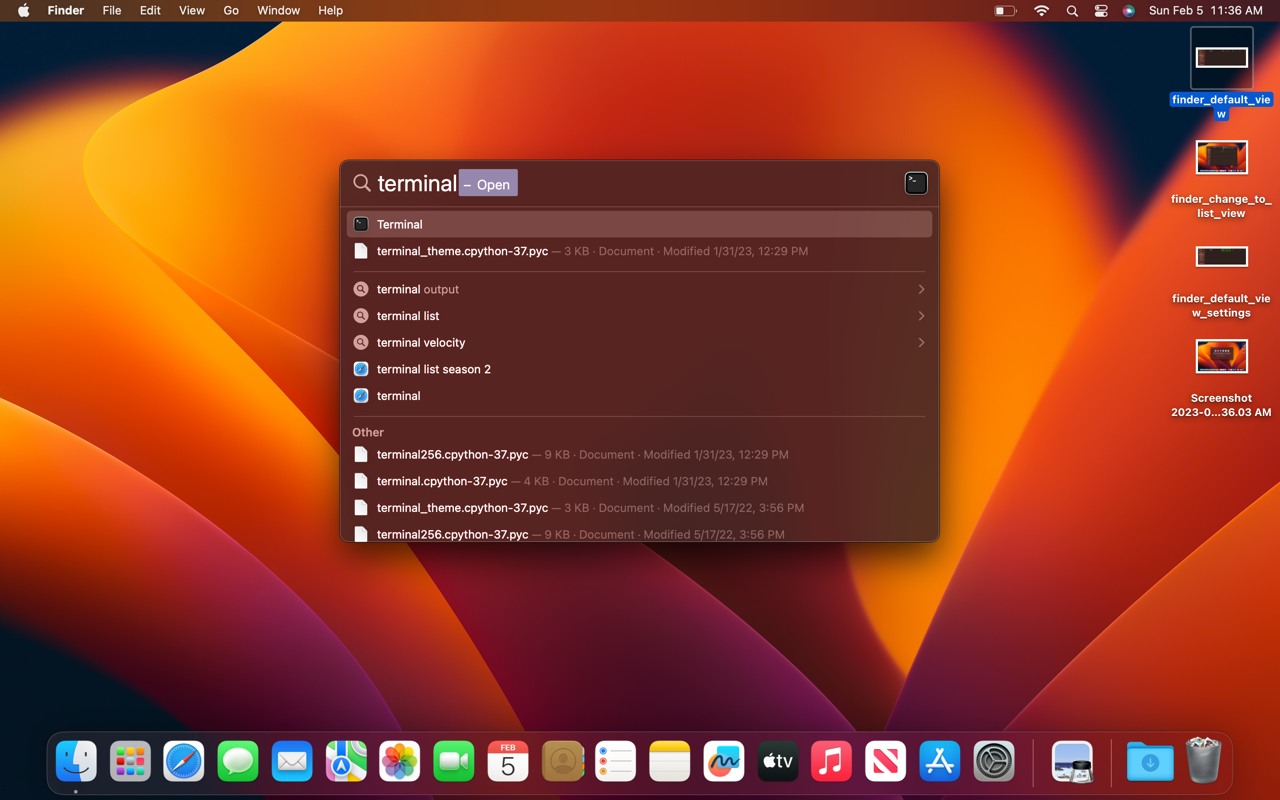 Finder File Edit View Go Window Help Sun Feb 5 11:36 AM
finder_default_vie
w
finder_change_to_
list_view
finder_default_vie
w_settings
Screenshot
2023-0...36.03 AM
terminal – Open
Terminal
terminal_theme.cpython-37.pyc — 3 KB · Document · Modified 1/31/23, 12:29 PM
terminal output
terminal list
terminal velocity
terminal list season 2
terminal
Other
terminal256.cpython-37.pyc — 9 KB · Document · Modified 1/31/23, 12:29 PM
terminal.cpython-37.pyc — 4 KB · Document · Modified 1/31/23, 12:29 PM
terminal_theme.cpython-37.pyc — 3 KB · Document · Modified 5/17/22, 3:56 PM
terminal256.cpython-37.pyc — 9 KB · Document · Modified 5/17/22, 3:56 PM
FEB
5
tv